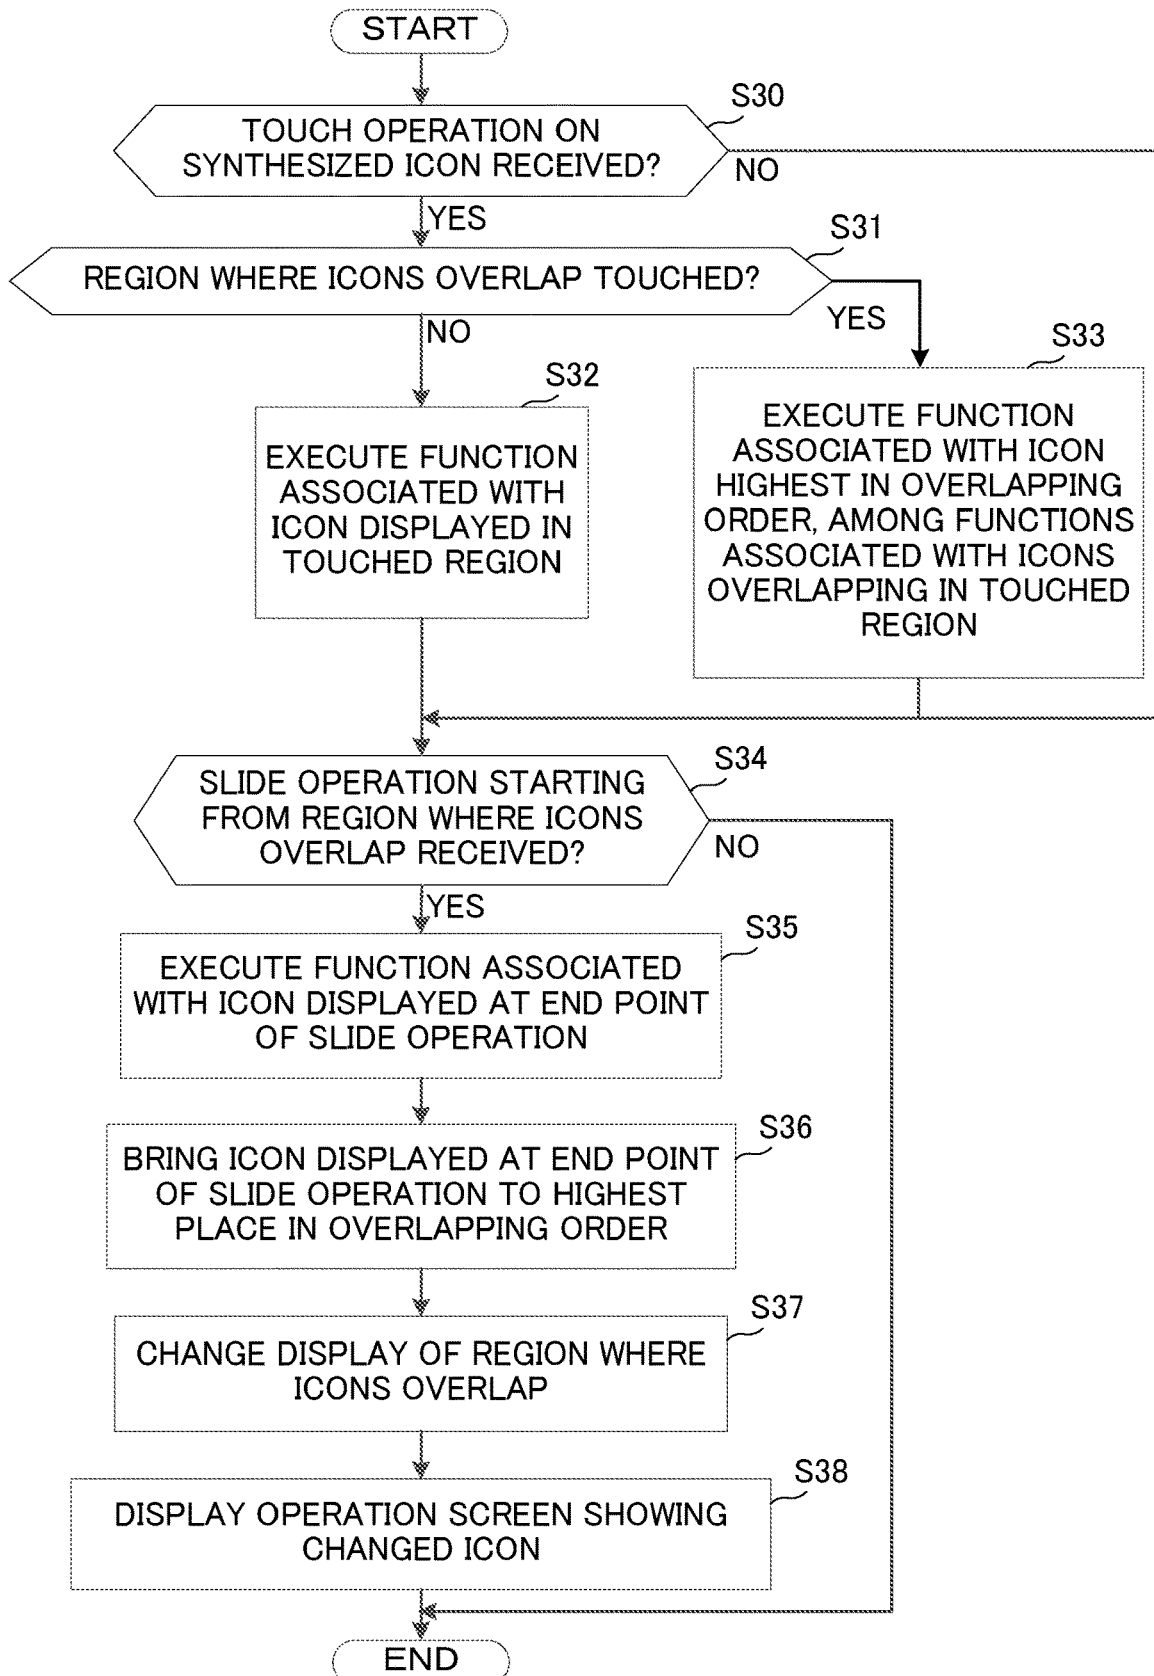 START
S30
TOUCH OPERATION ON
SYNTHESIZED ICON RECEIVED?
NO
YES
S31
REGION WHERE ICONS OVERLAP TOUCHED?
YES
NO
S33
S32
EXECUTE FUNCTION
ASSOCIATED WITH
ICON DISPLAYED IN
TOUCHED REGION
EXECUTE FUNCTION
ASSOCIATED WITH ICON
HIGHEST IN OVERLAPPING
ORDER, AMONG FUNCTIONS
ASSOCIATED WITH ICONS
OVERLAPPING IN TOUCHED
REGION
S34
SLIDE OPERATION STARTING
FROM REGION WHERE ICONS
OVERLAP RECEIVED?
NO
YES
S35
EXECUTE FUNCTION ASSOCIATED
WITH ICON DISPLAYED AT END POINT
OF SLIDE OPERATION
S36
BRING ICON DISPLAYED AT END POINT
OF SLIDE OPERATION TO HIGHEST
PLACE IN OVERLAPPING ORDER
S37
CHANGE DISPLAY OF REGION WHERE
ICONS OVERLAP
S38
DISPLAY OPERATION SCREEN SHOWING
CHANGED ICON
END